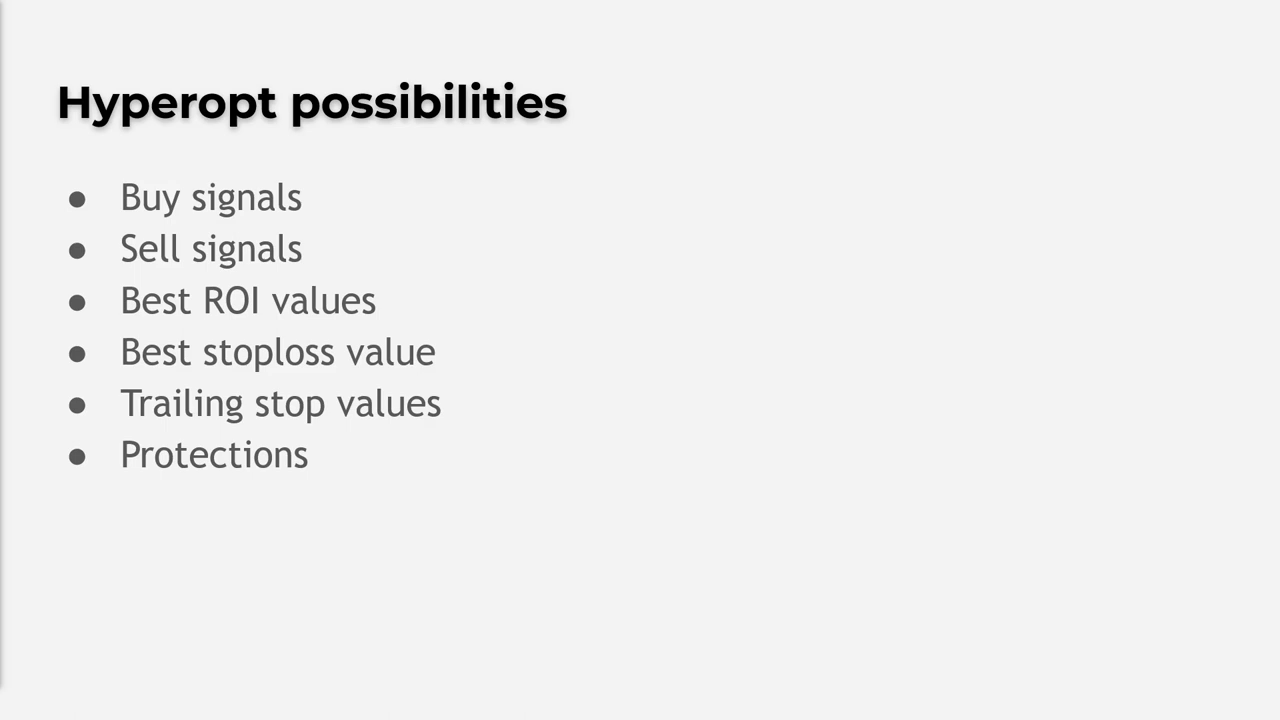 Hyperopt possibilities
● Buy signals
● Sell signals
● Best ROI values
● Best stoploss value
● Trailing stop values
● Protections